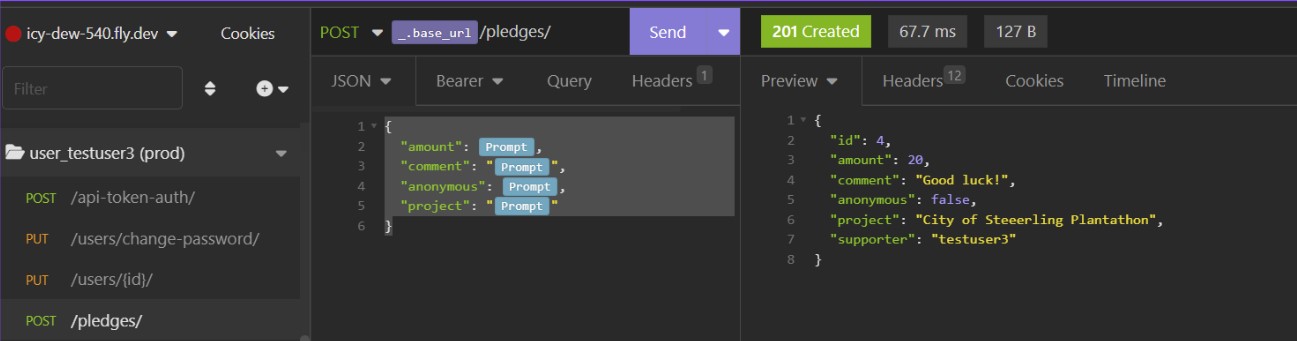 icy-dew-540.fly.dev Cookies
Filter
user_testuser3 (prod)
POST /api-token-auth/
PUT /users/change-password/
PUT /users/{id}/
POST /pledges/
POST _.base_url /pledges/ Send
JSON Bearer Query Headers 1
1 {
2 "amount": Prompt ,
3 "comment": " Prompt ",
4 "anonymous": Prompt ,
5 "project": " Prompt "
6 }
201 Created 67.7 ms 127 B
Preview Headers 12 Cookies Timeline
1 {
2 "id": 4,
3 "amount": 20,
4 "comment": "Good luck!",
5 "anonymous": false,
6 "project": "City of Steeerling Plantathon",
7 "supporter": "testuser3"
8 }